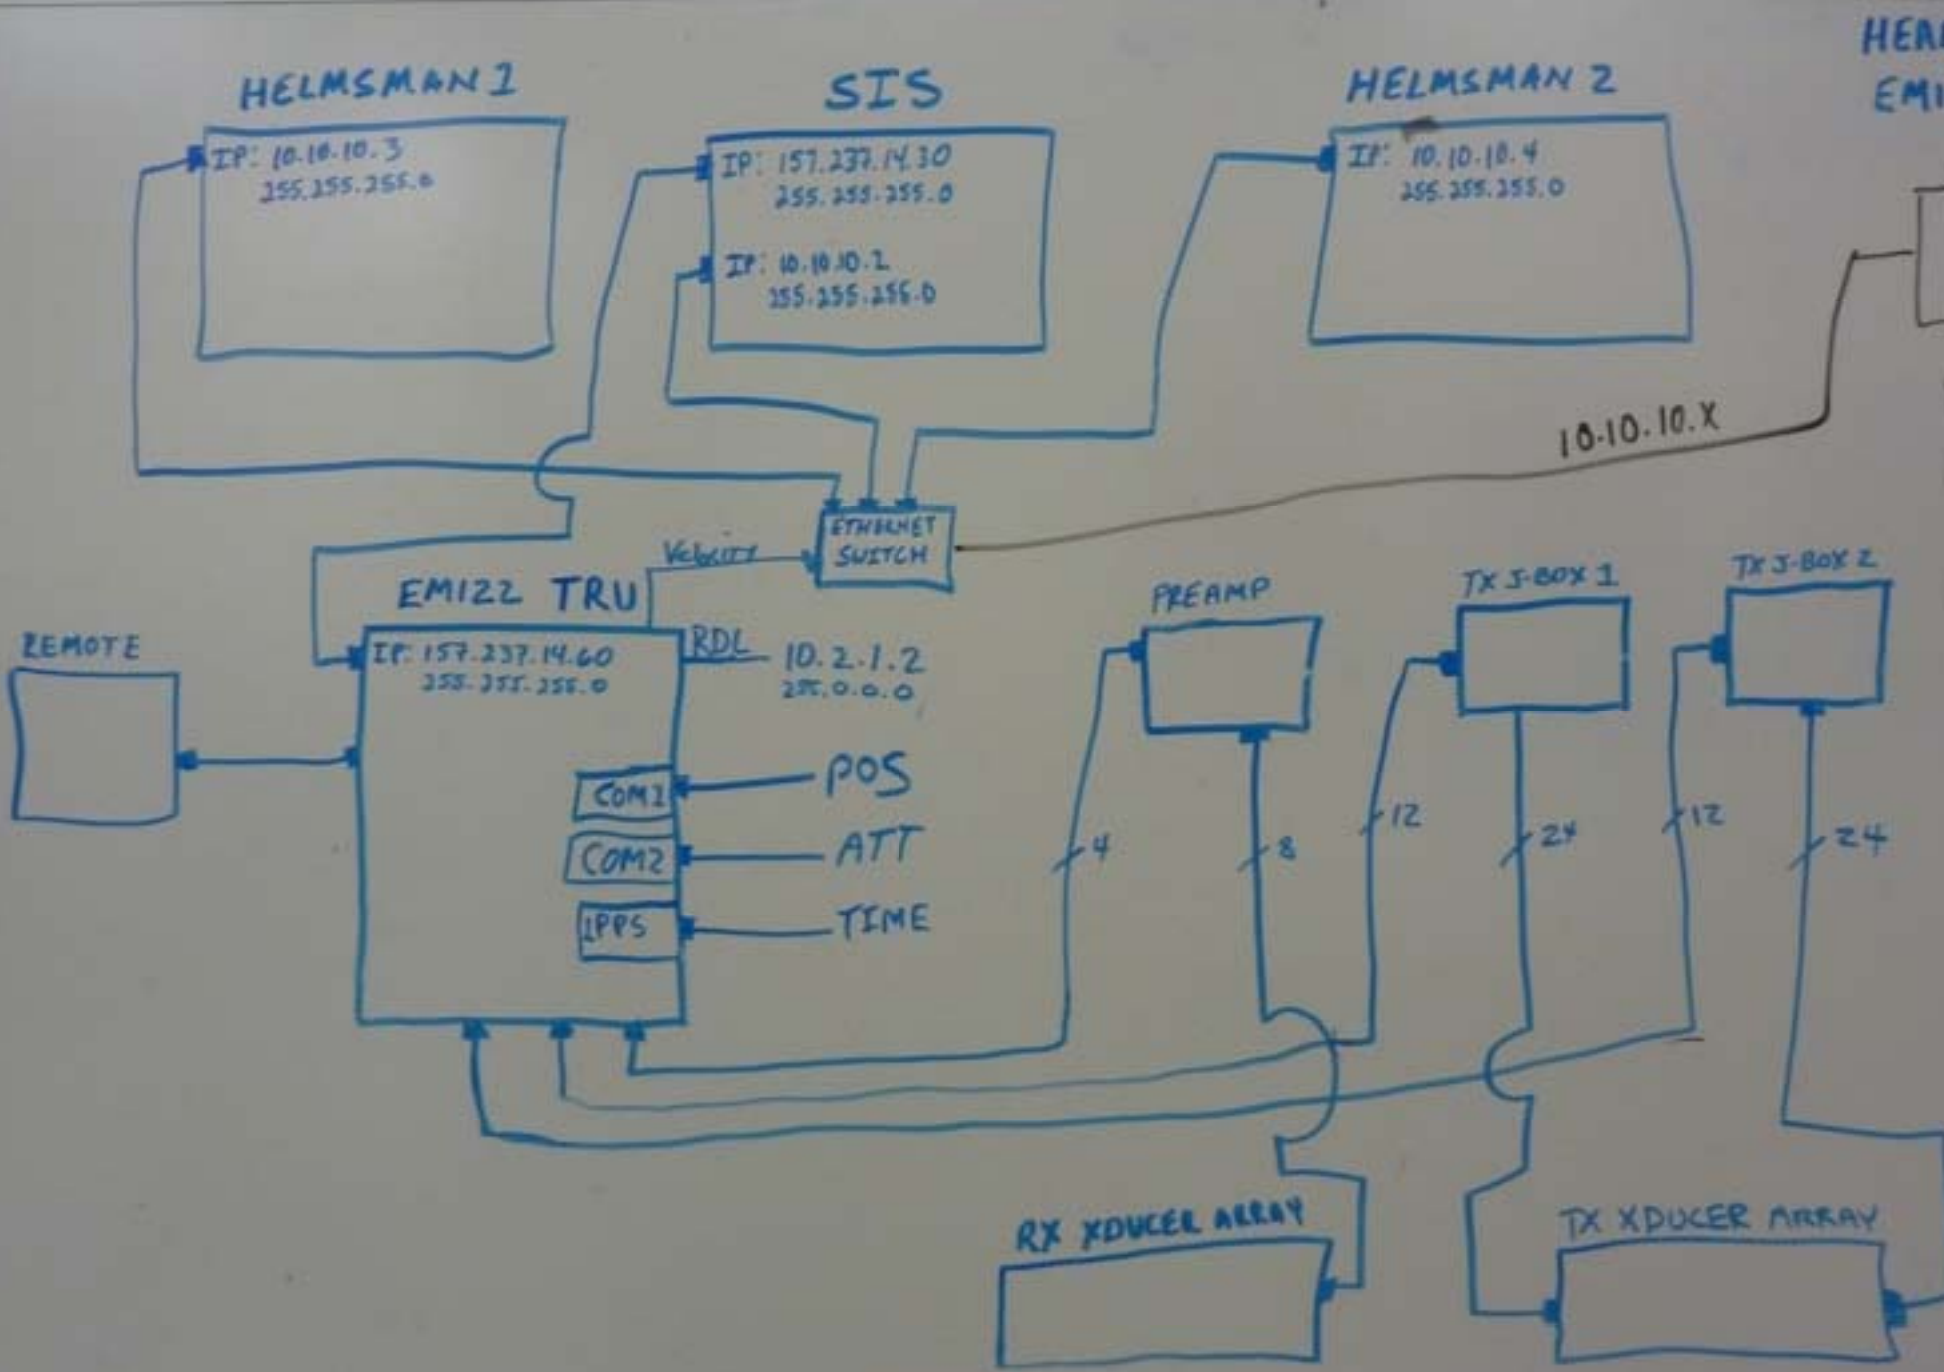 HELMSMAN 1
IP: 10.10.10.3
255.255.255.0
SIS
IP: 157.237.14.30
255.255.255.0
IP: 10.10.10.2
255.255.255.0
HELMSMAN 2
IP: 10.10.10.4
255.255.255.0
10.10.10.X
ETHERNET
SWITCH
Velocity
EM122 TRU
IP: 157.237.14.60
255.255.255.0
RDL
10.2.1.2
255.0.0.0
REMOTE
COM1
POS
COM2
ATT
1PPS
TIME
PREAMP
TX J-BOX 1
TX J-BOX 2
4
8
12
24
12
24
RX XDUCER ARRAY
TX XDUCER ARRAY